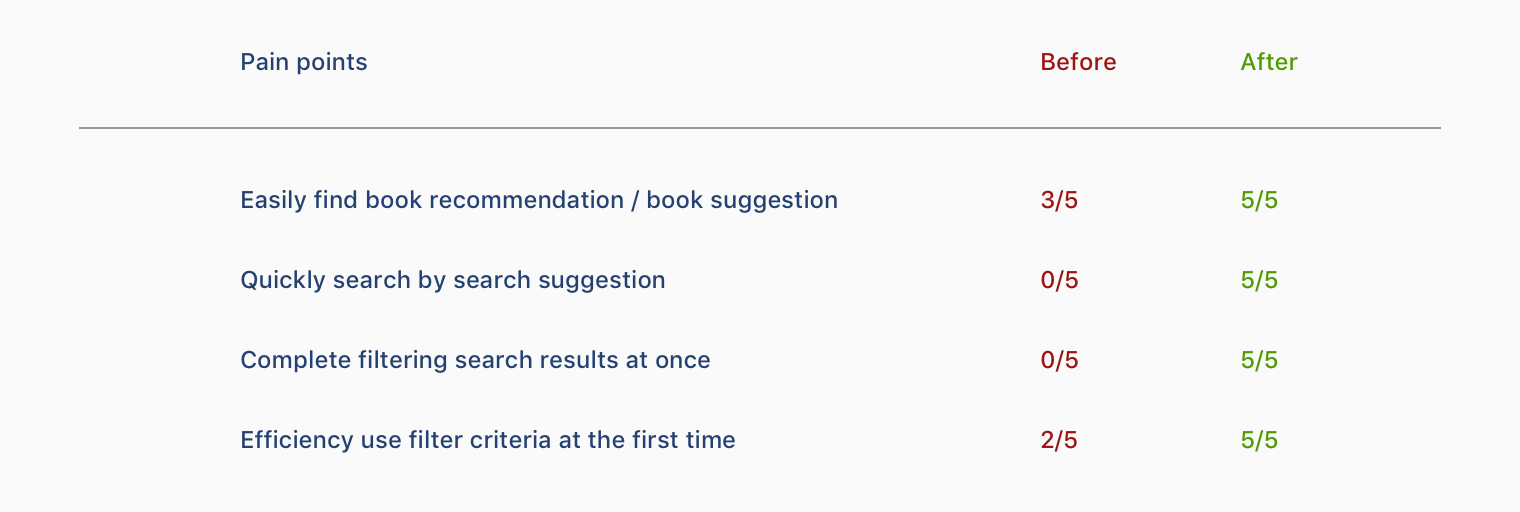 Pain points Before After
Easily find book recommendation / book suggestion 3/5 5/5
Quickly search by search suggestion 0/5 5/5
Complete filtering search results at once 0/5 5/5
Efficiency use filter criteria at the first time 2/5 5/5